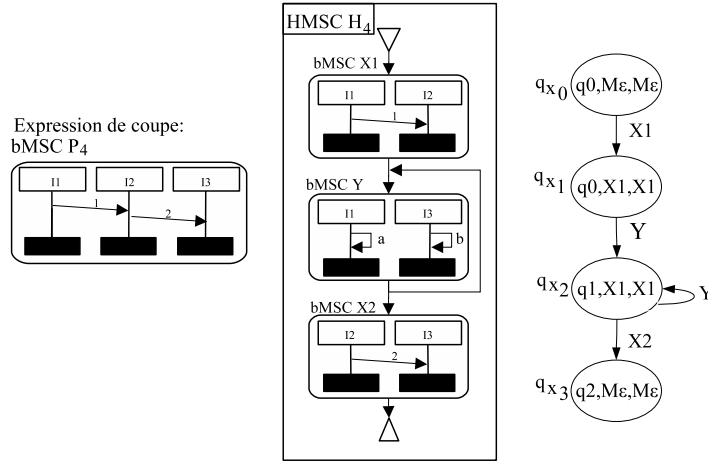 Expression de coupe:
bMSC P4
I1 I2 I3
1
2
HMSC H4
bMSC X1
I1 I2
1
bMSC Y
I1 I3
a b
bMSC X2
I2 I3
2
qx0 q0,Mε,Mε
X1
qx1 q0,X1,X1
Y
qx2 q1,X1,X1 Y
X2
qx3 q2,Mε,Mε